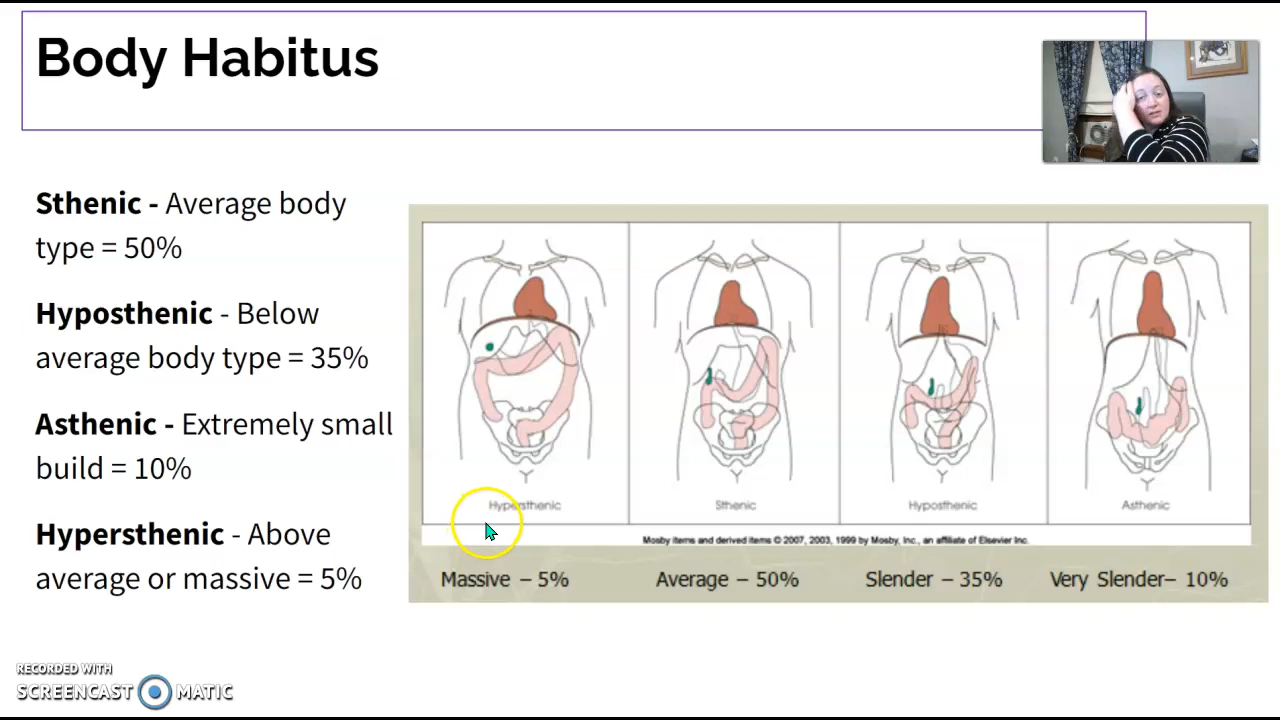 Body Habitus
Sthenic - Average body
type = 50%
Hyposthenic - Below
average body type = 35%
Asthenic - Extremely small
build = 10%
Hypersthenic - Above
average or massive = 5%
Hypersthenic
Sthenic
Hyposthenic
Asthenic
Mosby items and derived items © 2007, 2003, 1999 by Mosby, Inc., an affiliate of Elsevier Inc.
Massive – 5%
Average – 50%
Slender – 35%
Very Slender– 10%
RECORDED WITH
SCREENCAST MATIC